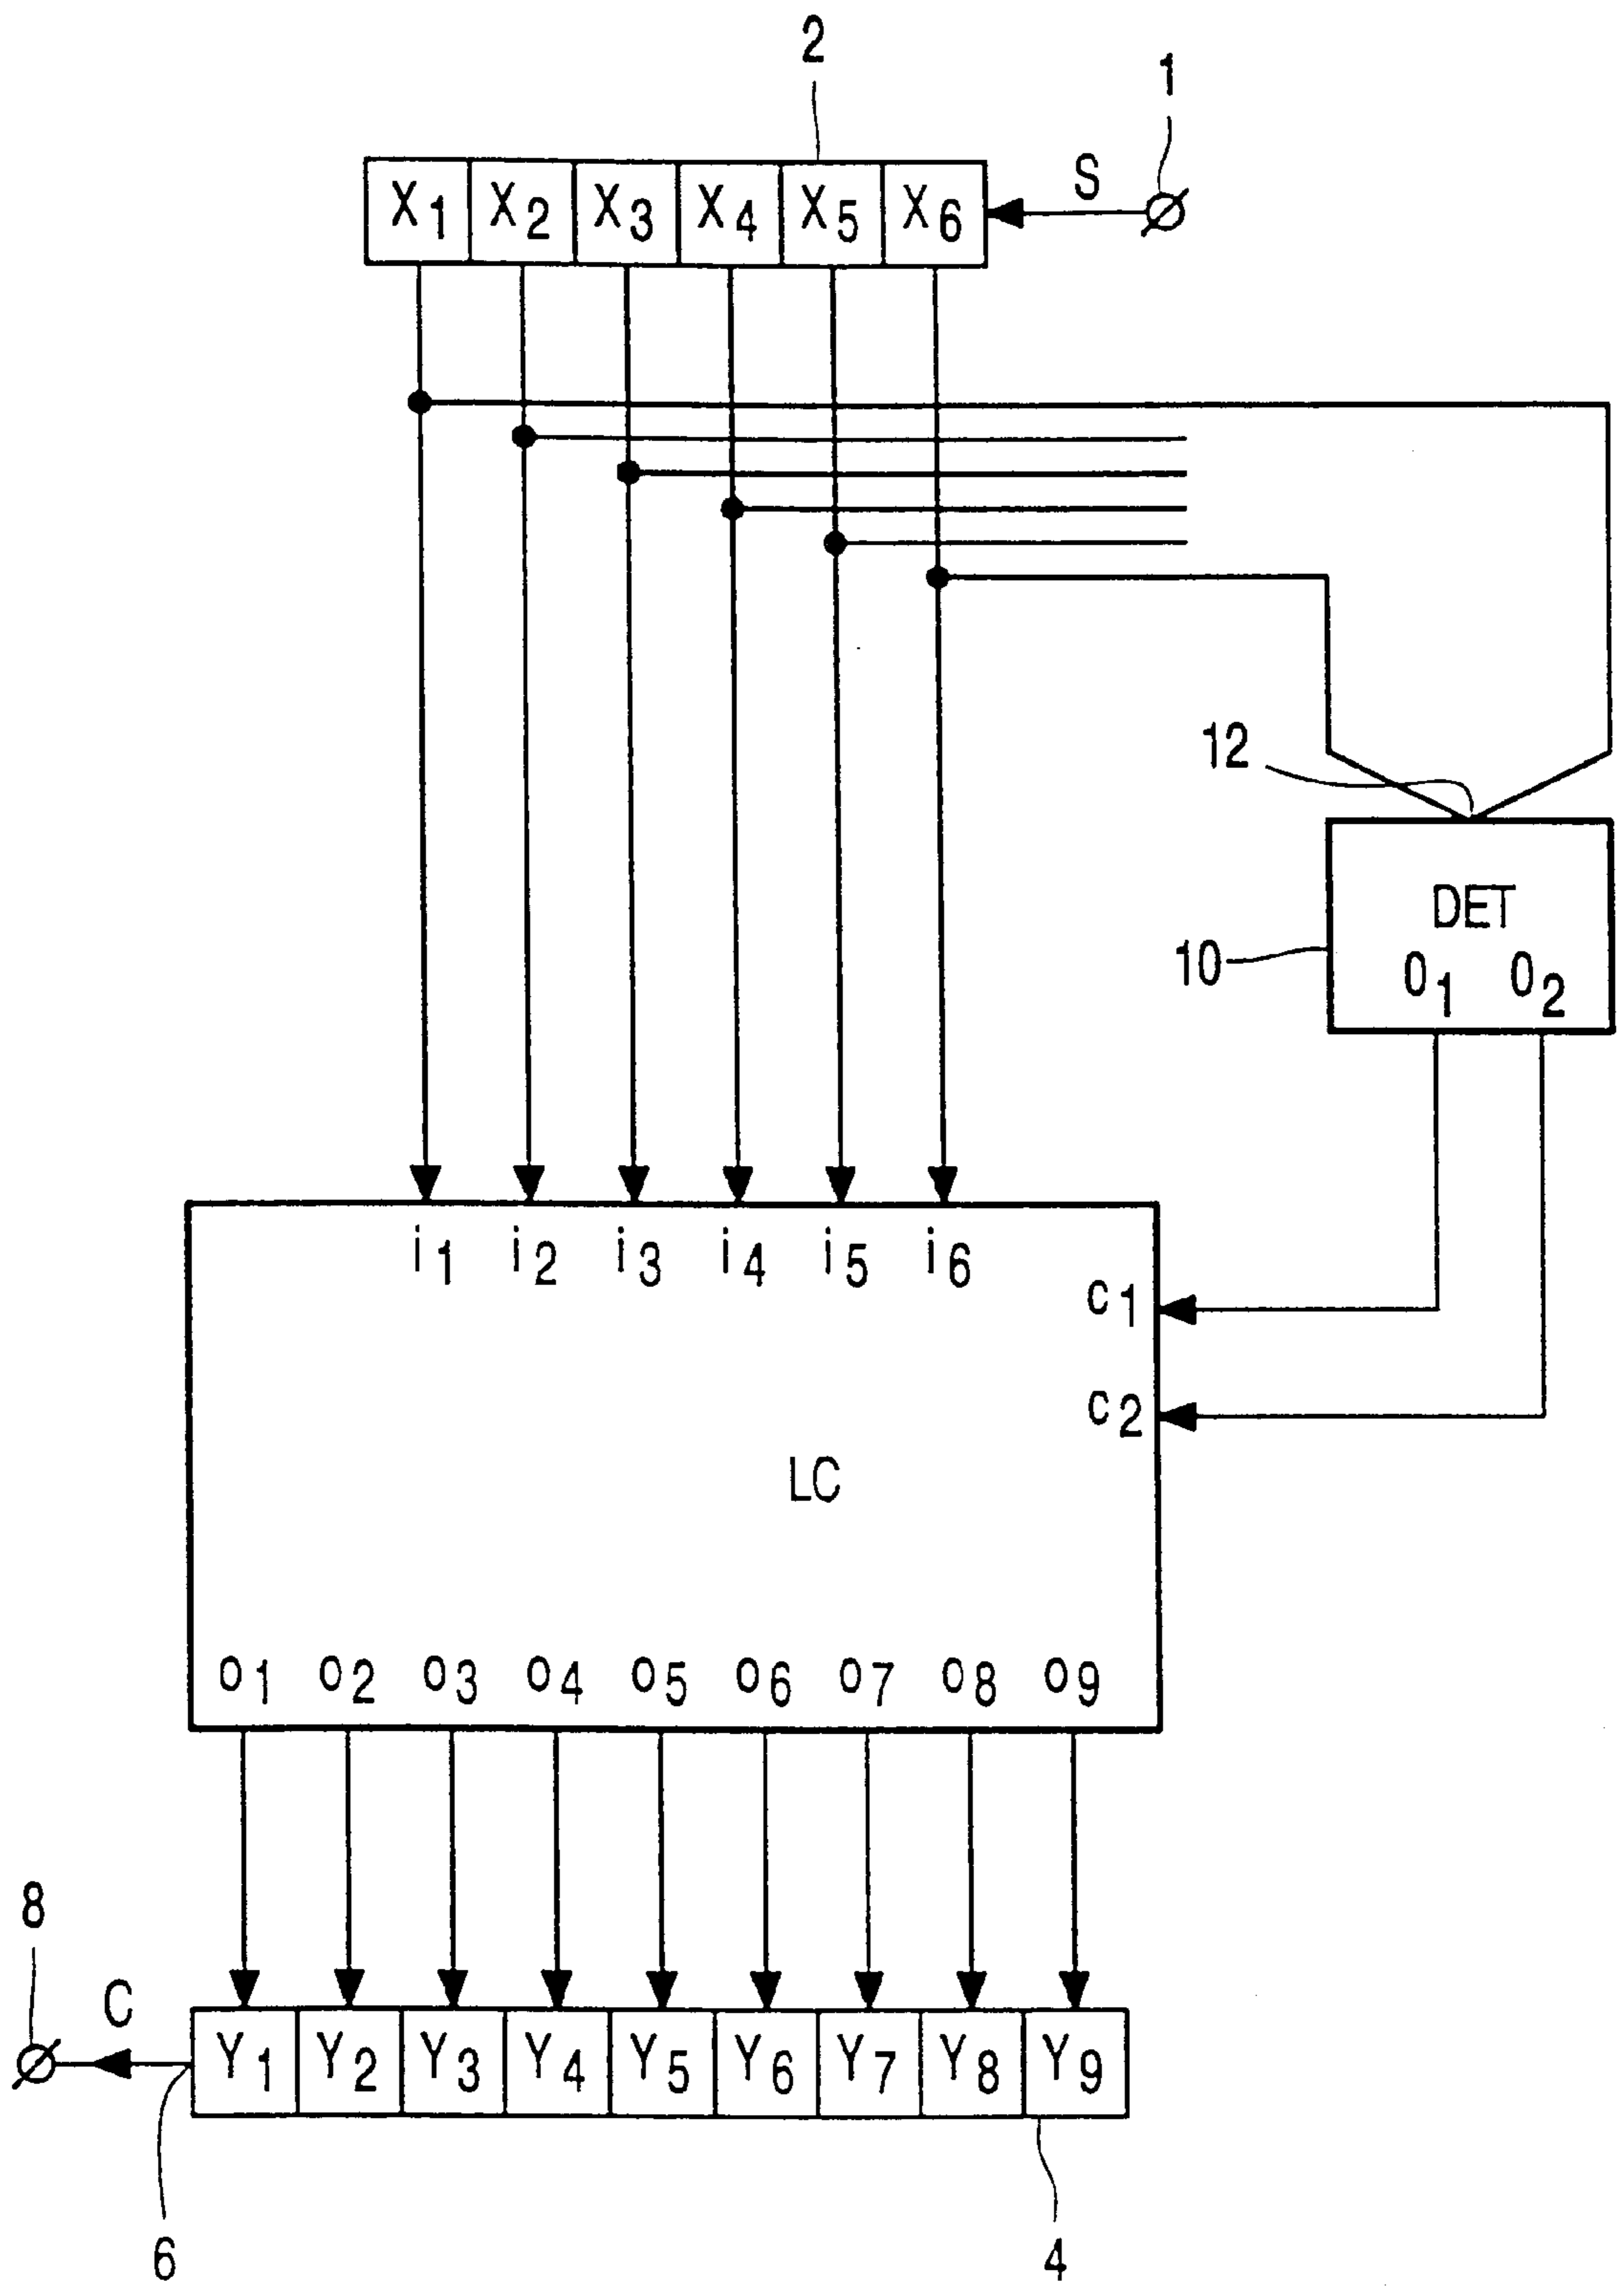 2
1
X1 X2 X3 X4 X5 X6
S
12
DET
10
O1 O2
i1 i2 i3 i4 i5 i6
c1
c2
LC
o1 o2 o3 o4 o5 o6 o7 o8 o9
8
C
Y1 Y2 Y3 Y4 Y5 Y6 Y7 Y8 Y9
6
4